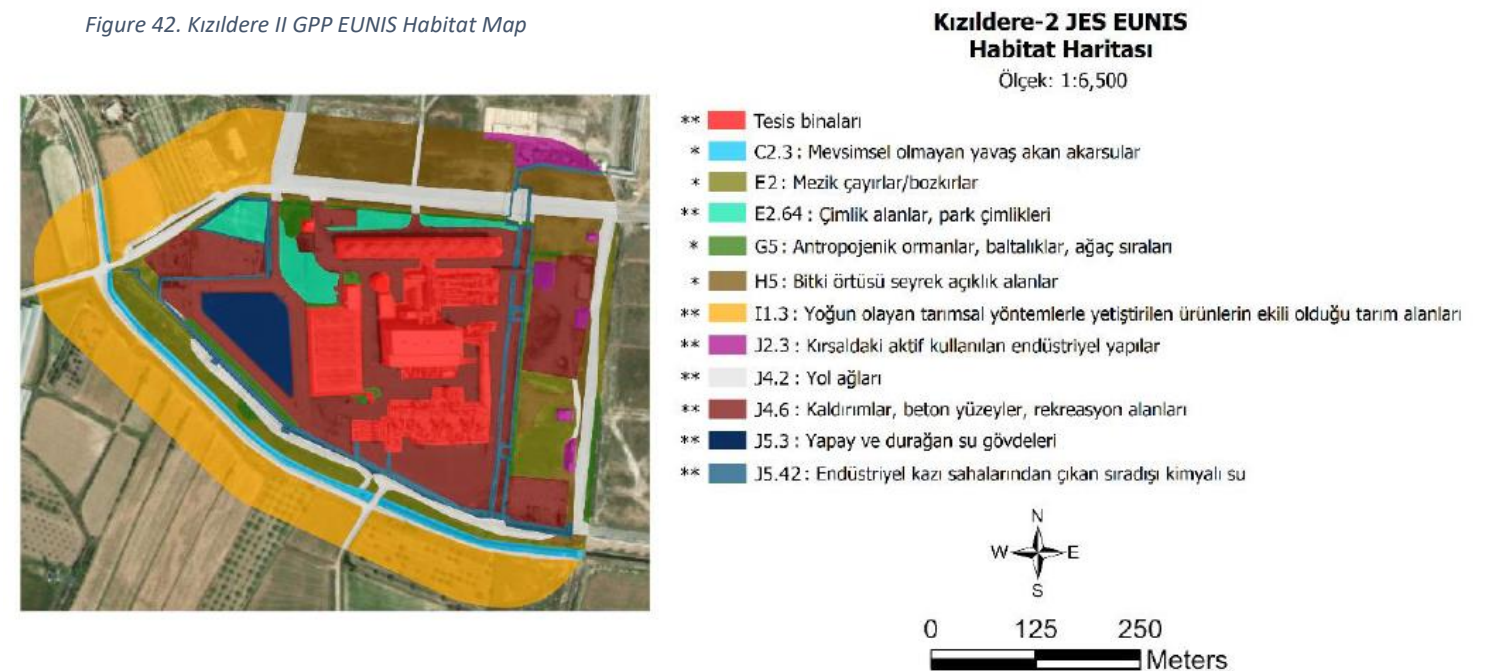 Figure 42. Kızıldere II GPP EUNIS Habitat Map
Kızıldere-2 JES EUNIS
Habitat Haritası
Ölçek: 1:6,500
** Tesis binaları
* C2.3 : Mevsimsel olmayan yavaş akan akarsular
* E2 : Mezik çayırlar/bozkırlar
** E2.64 : Çimlik alanlar, park çimlikleri
* G5 : Antropojenik ormanlar, baltalıklar, ağaç sıraları
* H5 : Bitki örtüsü seyrek açıklık alanlar
** I1.3 : Yoğun olayan tarımsal yöntemlerle yetiştirilen ürünlerin ekili olduğu tarım alanları
** J2.3 : Kırsaldaki aktif kullanılan endüstriyel yapılar
** J4.2 : Yol ağları
** J4.6 : Kaldırımlar, beton yüzeyler, rekreasyon alanları
** J5.3 : Yapay ve durağan su gövdeleri
** J5.42 : Endüstriyel kazı sahalarından çıkan sıradışı kimyalı su
N
W E
S
0 125 250
Meters